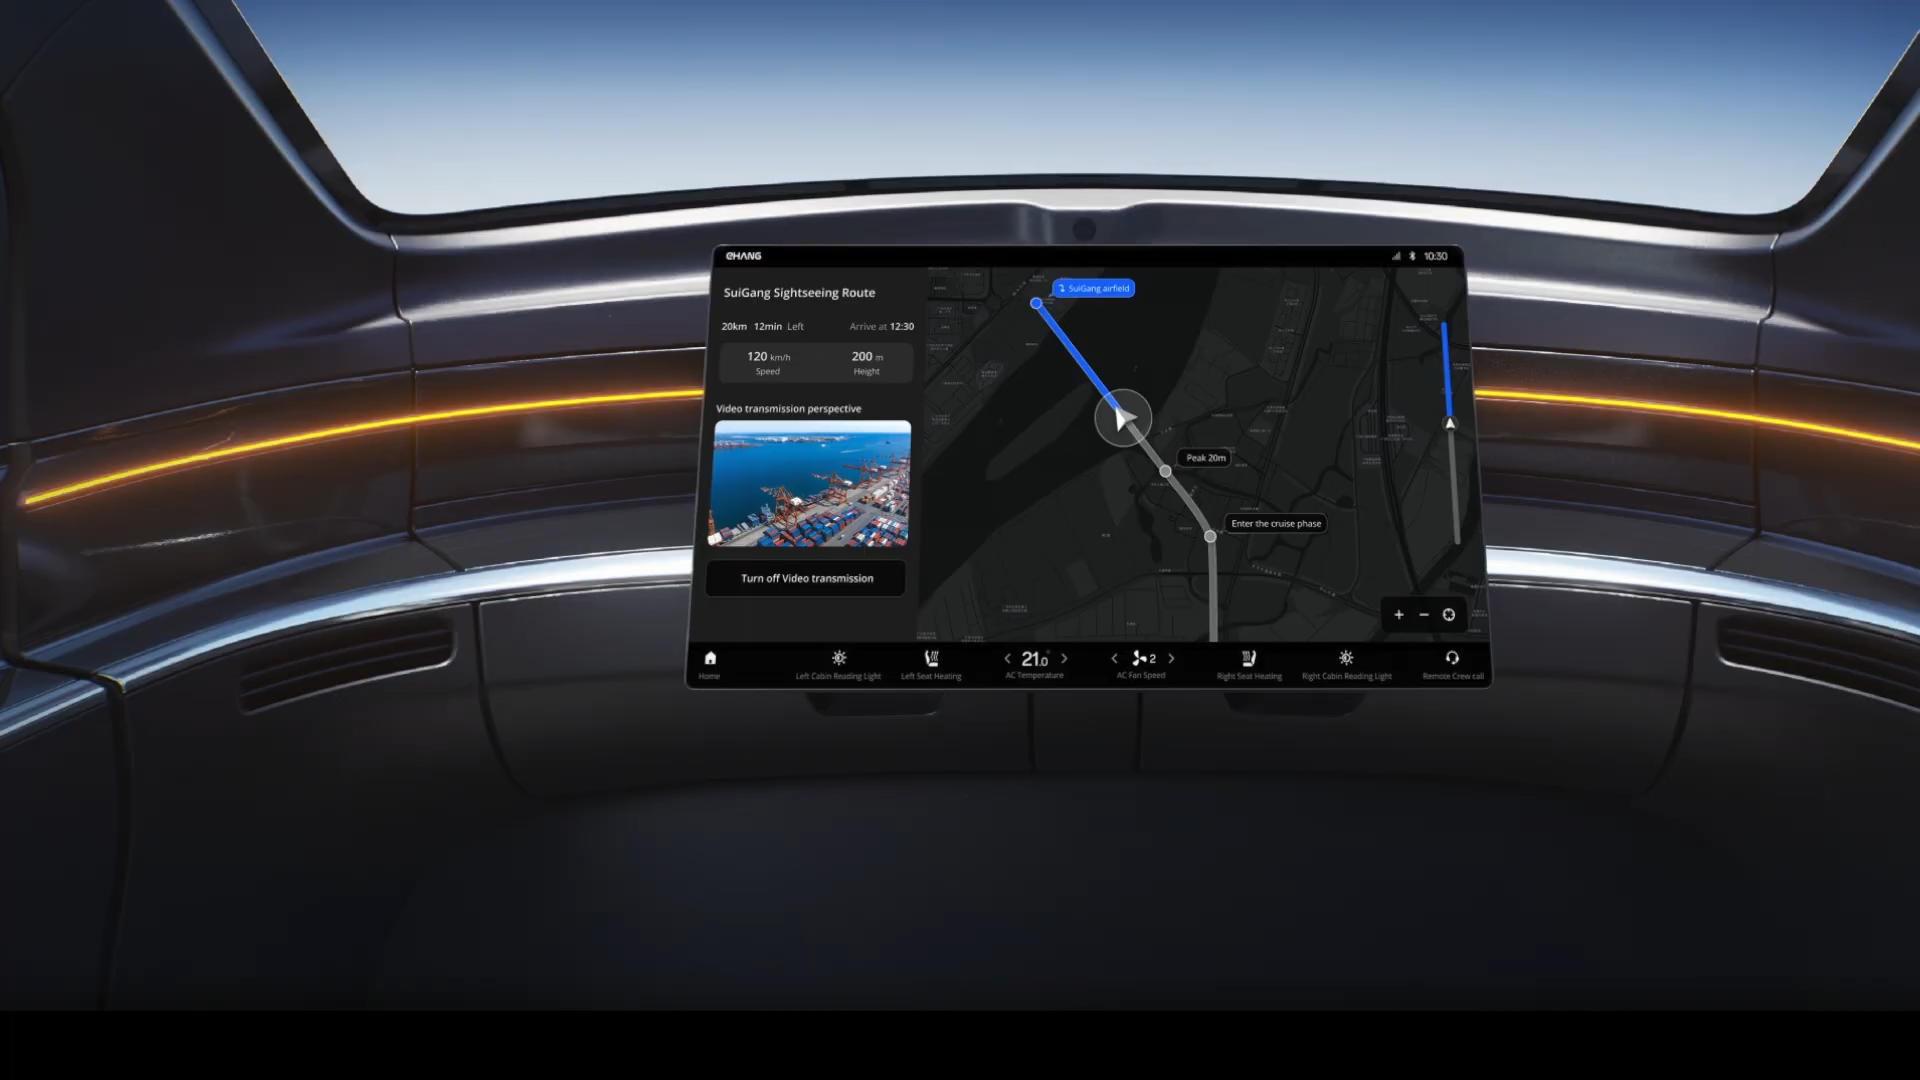 EHANG
10:30
SuiGang Sightseeing Route
20km 12min Left Arrive at 12:30
120 km/h 200 m
Speed Height
Video transmission perspective
Turn off Video transmission
SuiGang airfield
Peak 20m
Enter the cruise phase
+ −
21.0 2
Home Left Cabin Reading Light Left Seat Heating AC Temperature AC Fan Speed Right Seat Heating Right Cabin Reading Light Remote Crew call